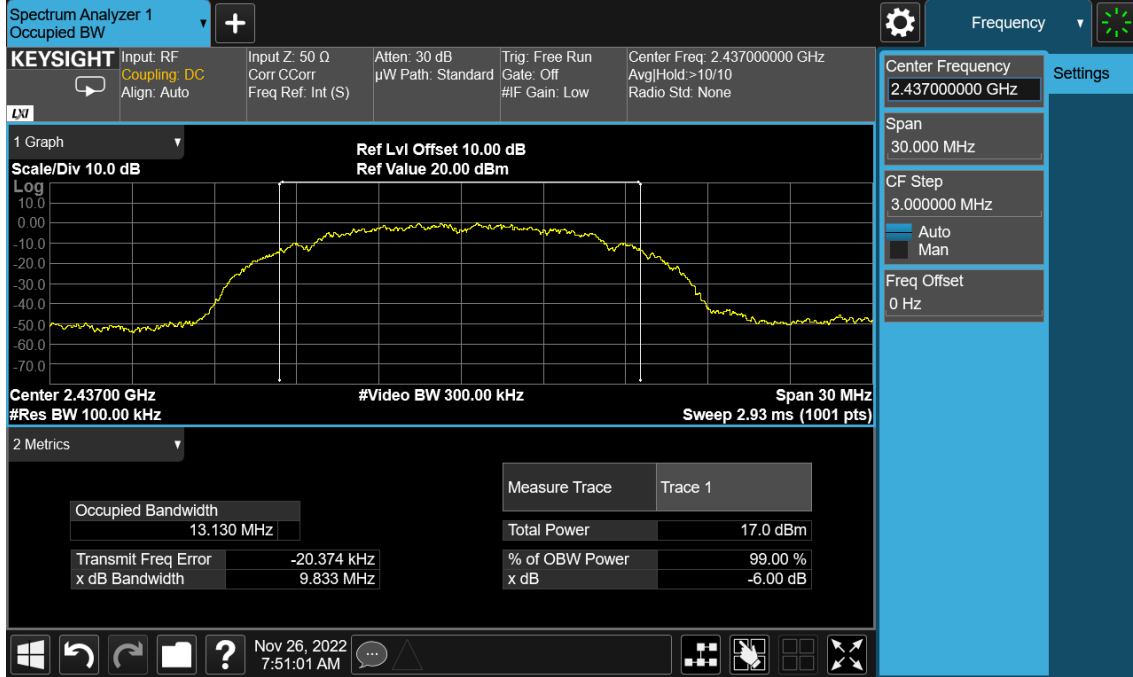 Spectrum Analyzer 1
Occupied BW
Frequency
KEYSIGHT
LXI
Input: RF
Coupling: DC
Align: Auto
Input Z: 50 Ω
Corr CCorr
Freq Ref: Int (S)
Atten: 30 dB
µW Path: Standard
Trig: Free Run
Gate: Off
#IF Gain: Low
Center Freq: 2.437000000 GHz
Avg|Hold:>10/10
Radio Std: None
Center Frequency
2.437000000 GHz
Settings
Span
30.000 MHz
CF Step
3.000000 MHz
Auto
Man
Freq Offset
0 Hz
1 Graph
Scale/Div 10.0 dB
Ref Lvl Offset 10.00 dB
Ref Value 20.00 dBm
Log
10.0
0.00
-10.0
-20.0
-30.0
-40.0
-50.0
-60.0
-70.0
Center 2.43700 GHz
#Video BW 300.00 kHz
Span 30 MHz
#Res BW 100.00 kHz
Sweep 2.93 ms (1001 pts)
2 Metrics
Measure Trace
Trace 1
Occupied Bandwidth
13.130 MHz
Total Power
17.0 dBm
Transmit Freq Error
-20.374 kHz
% of OBW Power
99.00 %
x dB Bandwidth
9.833 MHz
x dB
-6.00 dB
?
Nov 26, 2022
7:51:01 AM